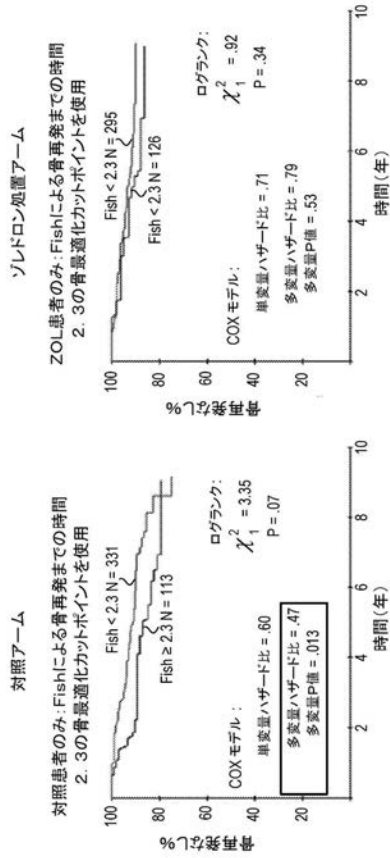 対照アーム
対照患者のみ:Fishによる骨再発までの時間
2.3の骨最適化カットポイントを使用
骨再発なし%
100
80
60
40
20
Fish < 2.3 N = 331
Fish ≥ 2.3 N = 113
ログランク:
χ²₁ = 3.35
P = .07
COX モデル:
単変量ハザード比 = .60
多変量ハザード比 = .47
多変量P値 = .013
2
4
6
8
10
時間(年)
ゾレドロン処置アーム
ZOL患者のみ:Fishによる骨再発までの時間
2.3の骨最適化カットポイントを使用
骨再発なし%
100
80
60
40
20
Fish < 2.3 N = 295
Fish < 2.3 N = 126
ログランク:
χ²₁ = .92
P = .34
COX モデル:
単変量ハザード比 = .71
多変量ハザード比 = .79
多変量P値 = .53
2
4
6
8
10
時間(年)